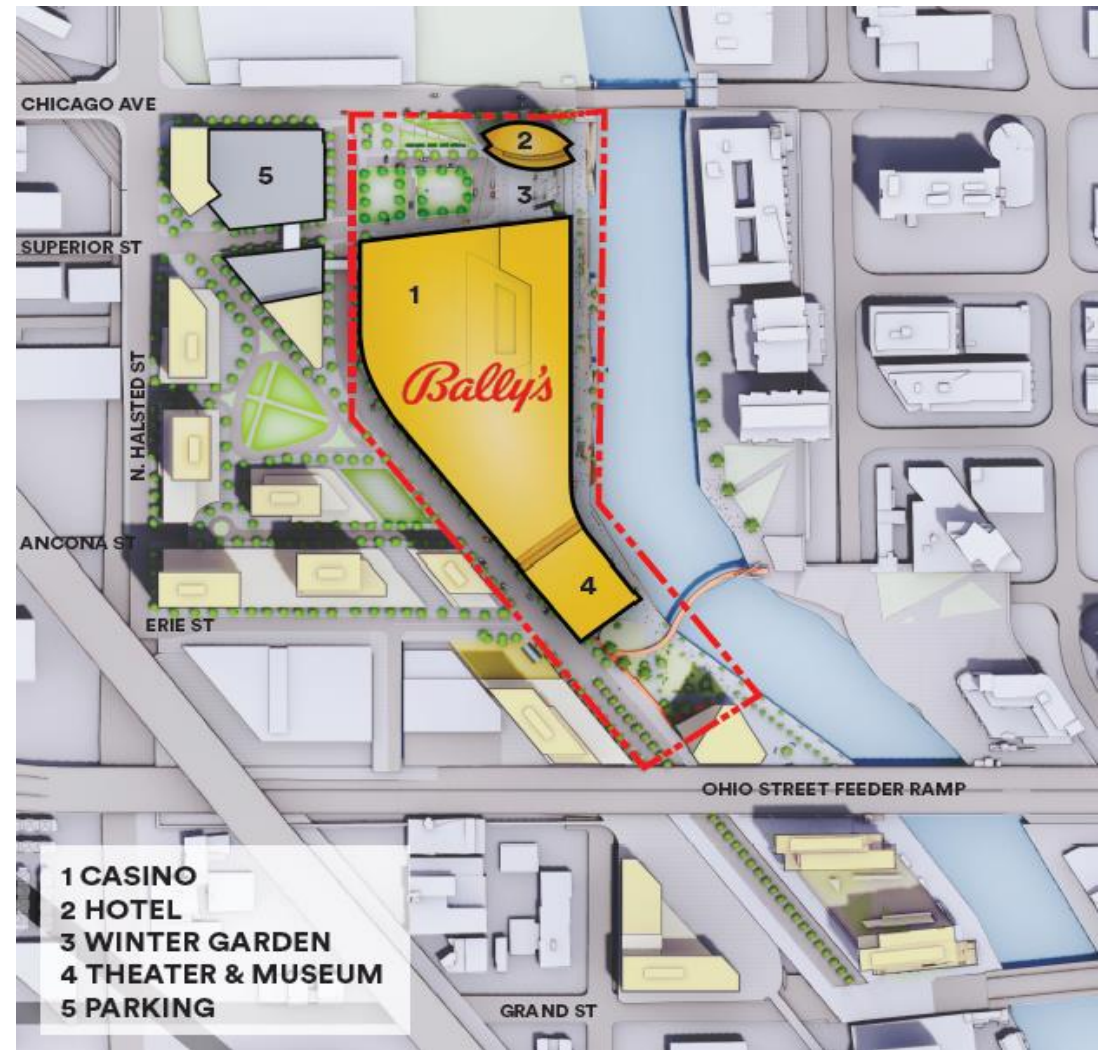 CHICAGO AVE
2
5
3
SUPERIOR ST
1
N. HALSTED ST
Bally's
ANCONA ST
4
ERIE ST
OHIO STREET FEEDER RAMP
1 CASINO
2 HOTEL
3 WINTER GARDEN
4 THEATER & MUSEUM
5 PARKING
GRAND ST